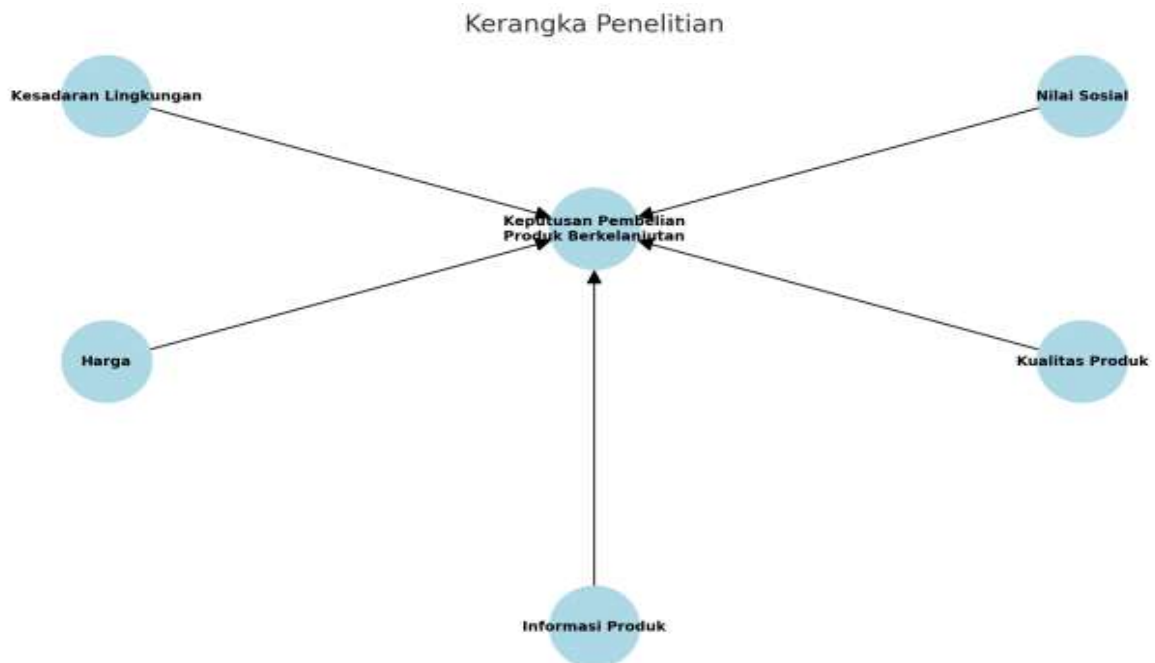 Kerangka Penelitian
Kesadaran Lingkungan
Nilai Sosial
Keputusan Pembelian
Produk Berkelanjutan
Harga
Kualitas Produk
Informasi Produk